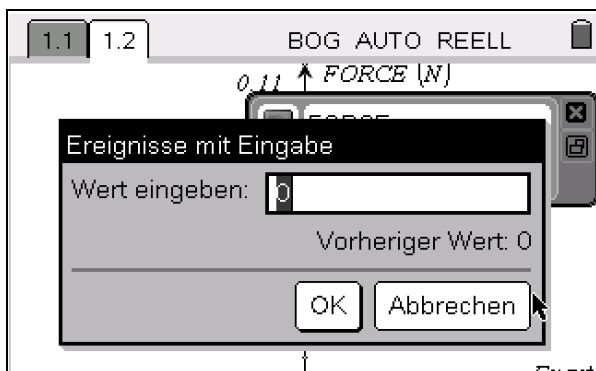 1.1 1.2 BOG AUTO REELL
0.11 FORCE (N)
FORCE
Ereignisse mit Eingabe
Wert eingeben: 0
Vorheriger Wert: 0
OK Abbrechen